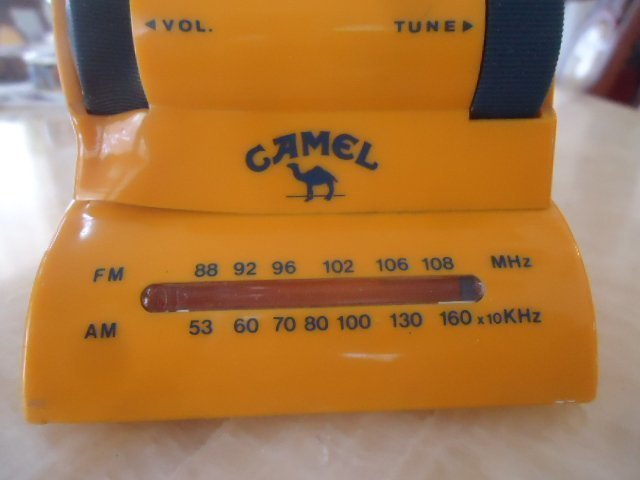 ◀VOL. TUNE▶
CAMEL
FM 88 92 96 102 106 108 MHz
AM 53 60 70 80 100 130 160 x10KHz